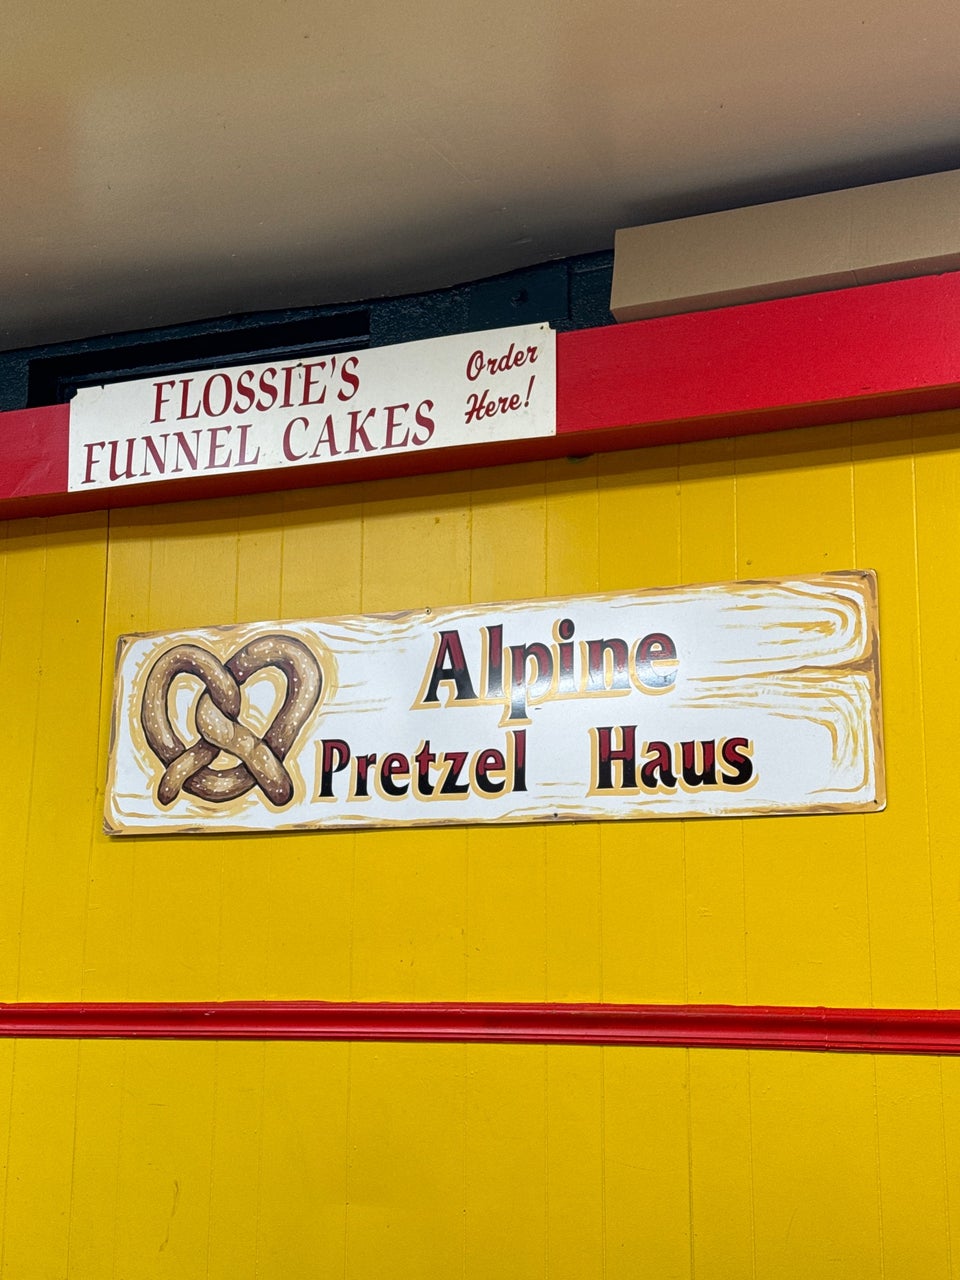 FLOSSIE'S
FUNNEL CAKES
Order
Here!
Alpine
Pretzel Haus